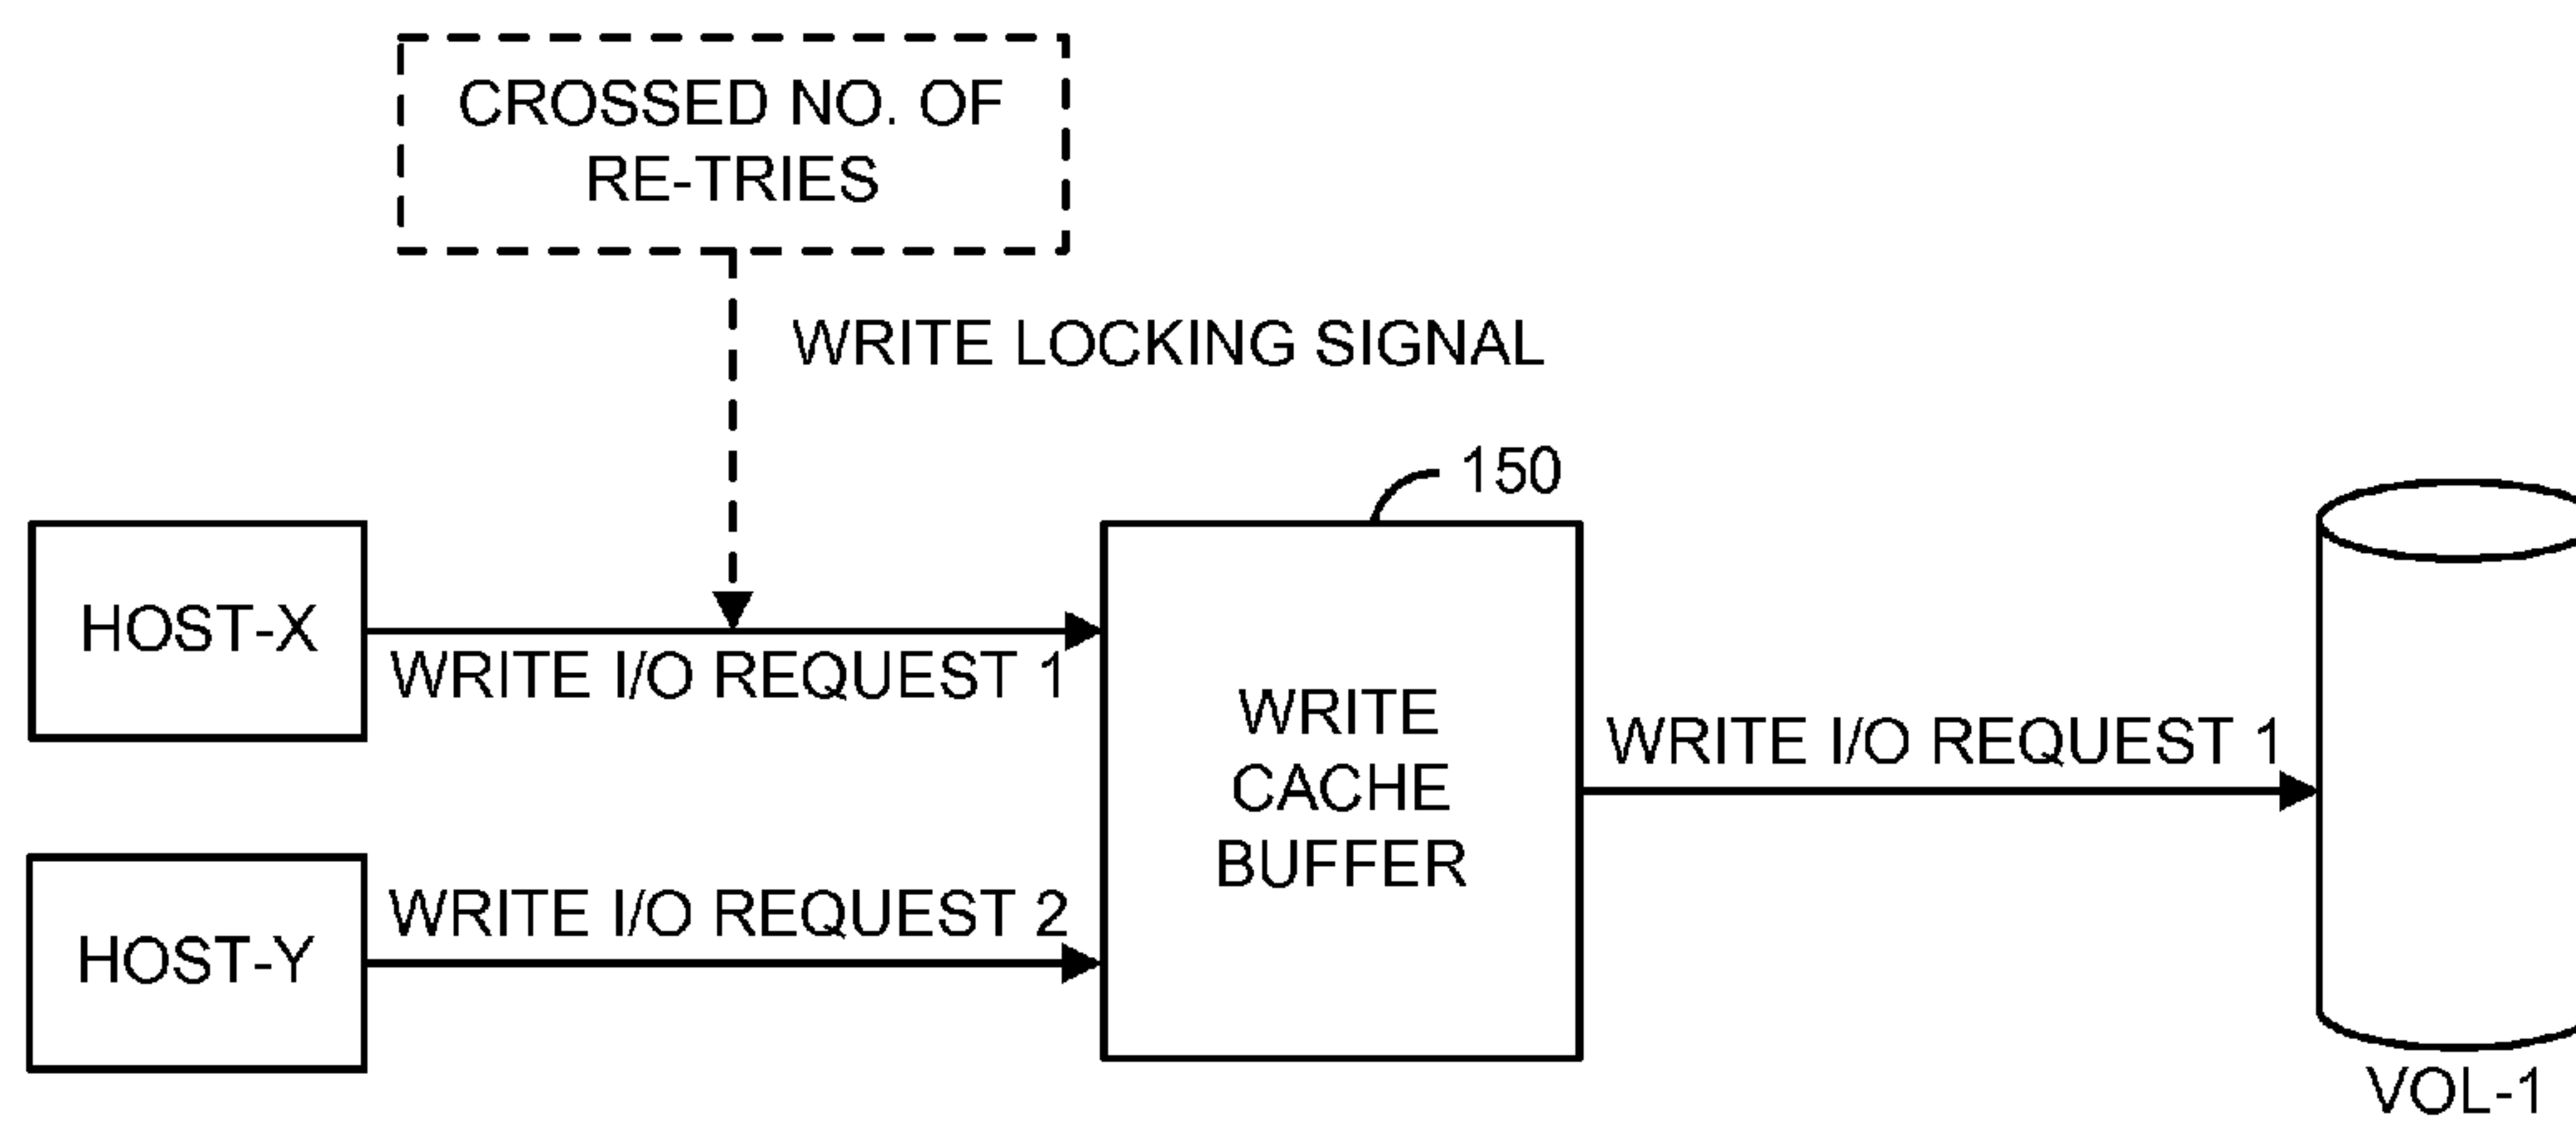 CROSSED NO. OF
RE-TRIES
WRITE LOCKING SIGNAL
150
HOST-X
WRITE I/O REQUEST 1
WRITE
CACHE
BUFFER
WRITE I/O REQUEST 1
HOST-Y
WRITE I/O REQUEST 2
VOL-1